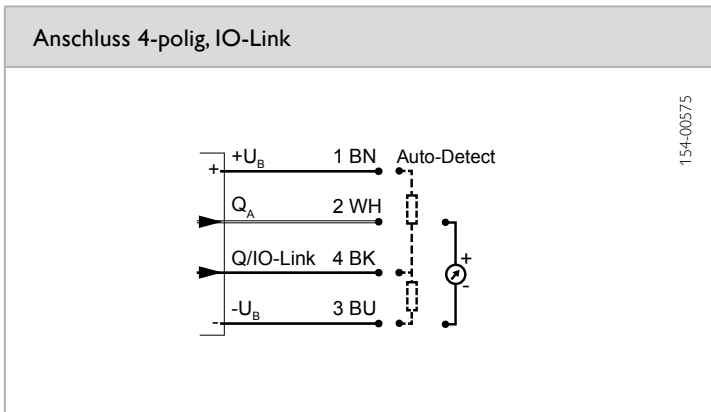 Anschluss 4-polig, IO-Link
154-00575
+U_B 1 BN Auto-Detect
+
Q_A 2 WH
Q/IO-Link 4 BK
+
-
-U_B 3 BU
-